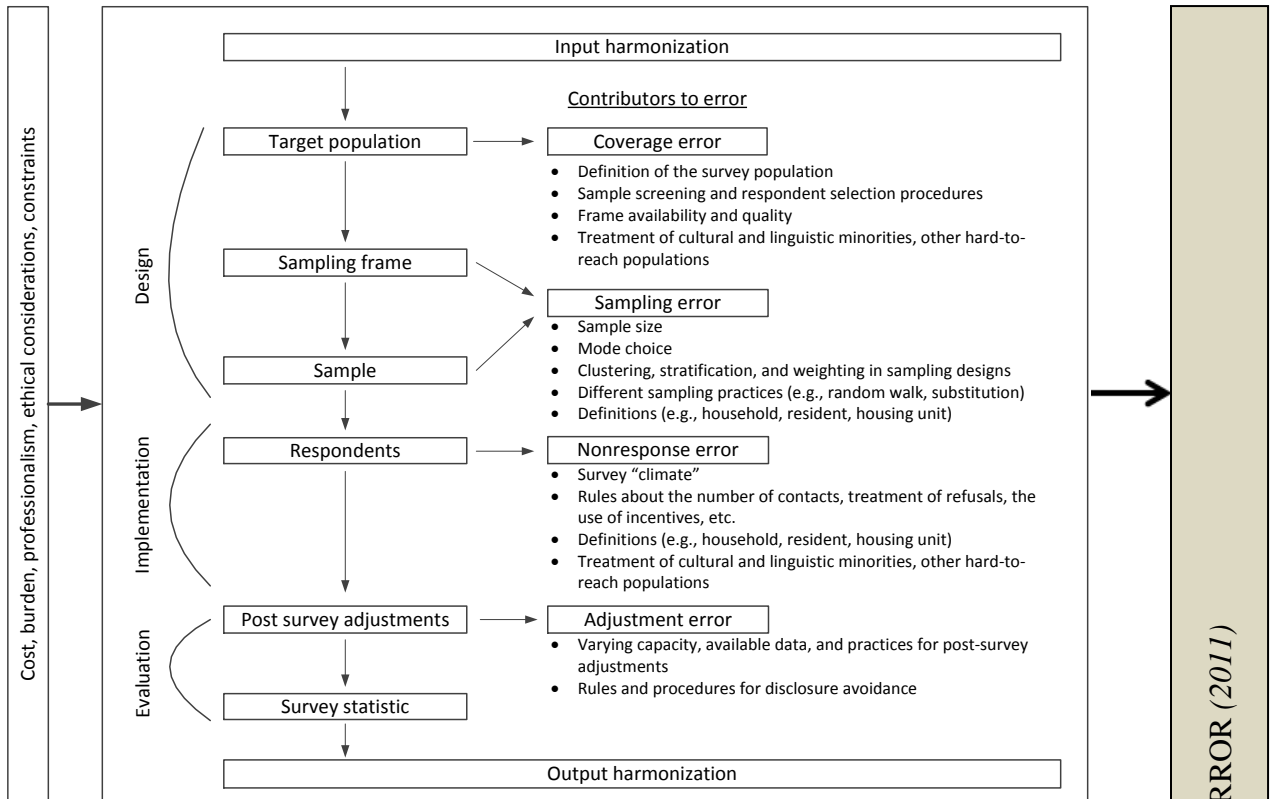 Cost, burden, professionalism, ethical considerations, constraints
Input harmonization
Contributors to error
Design
Target population
Coverage error
• Definition of the survey population
• Sample screening and respondent selection procedures
• Frame availability and quality
• Treatment of cultural and linguistic minorities, other hard-to-
reach populations
Sampling frame
Sampling error
• Sample size
• Mode choice
• Clustering, stratification, and weighting in sampling designs
• Different sampling practices (e.g., random walk, substitution)
• Definitions (e.g., household, resident, housing unit)
Sample
Implementation
Respondents
Nonresponse error
• Survey “climate”
• Rules about the number of contacts, treatment of refusals, the
use of incentives, etc.
• Definitions (e.g., household, resident, housing unit)
• Treatment of cultural and linguistic minorities, other hard-to-
reach populations
Evaluation
Post survey adjustments
Adjustment error
• Varying capacity, available data, and practices for post-survey
adjustments
• Rules and procedures for disclosure avoidance
Survey statistic
Output harmonization
(2011)